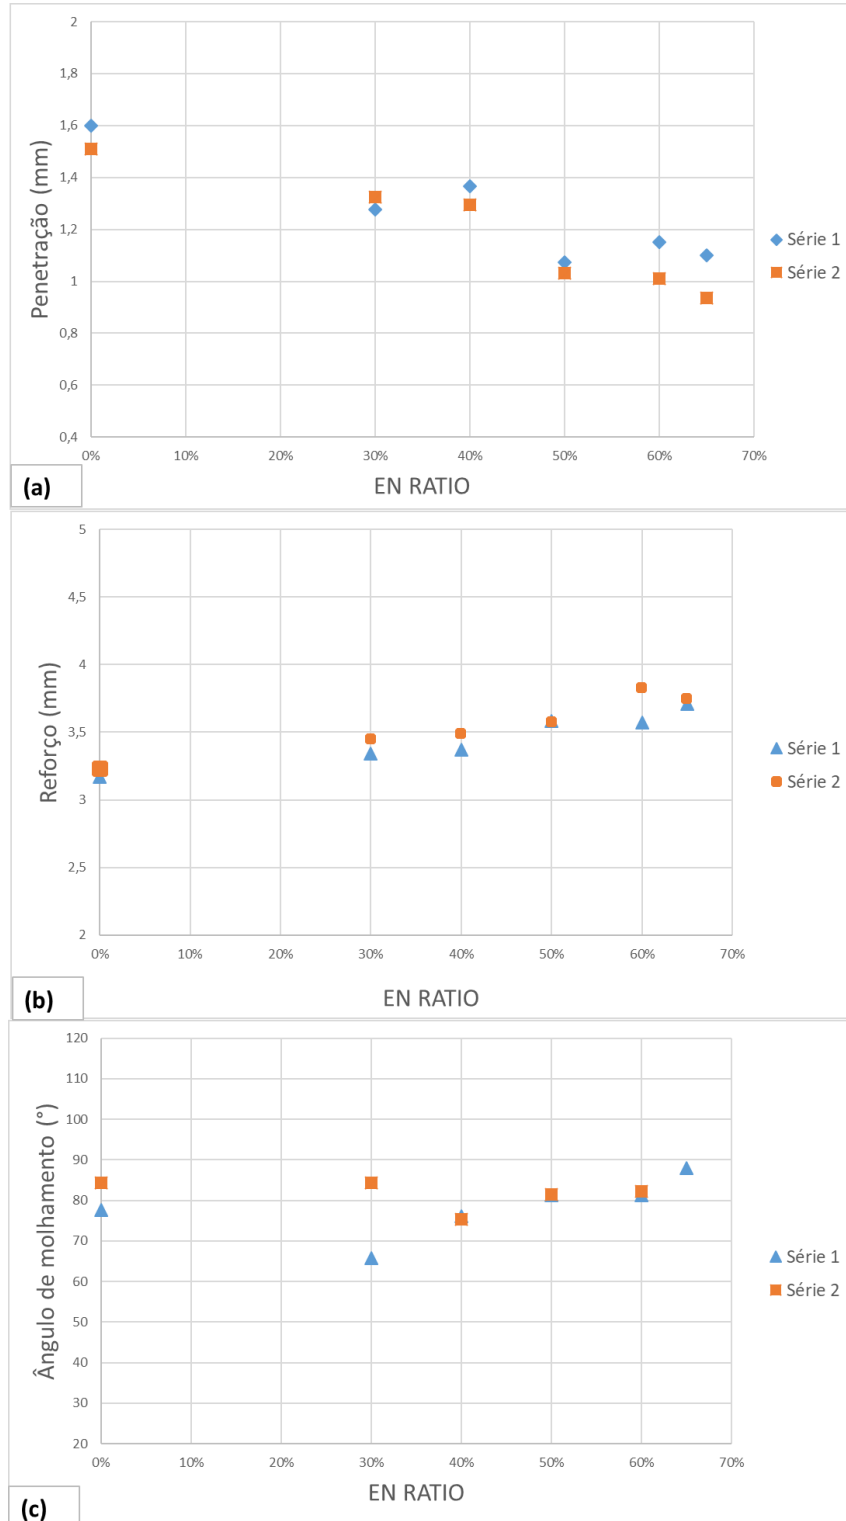 2
1,8
1,6
1,4
1,2
1
0,8
0,6
0,4
Penetração (mm)
0% 10% 20% 30% 40% 50% 60% 70%
EN RATIO
Série 1
Série 2
(a)
5
4,5
4
3,5
3
2,5
2
Reforço (mm)
0% 10% 20% 30% 40% 50% 60% 70%
EN RATIO
Série 1
Série 2
(b)
120
110
100
90
80
70
60
50
40
30
20
Ângulo de molhamento (°)
0% 10% 20% 30% 40% 50% 60% 70%
EN RATIO
Série 1
Série 2
(c)